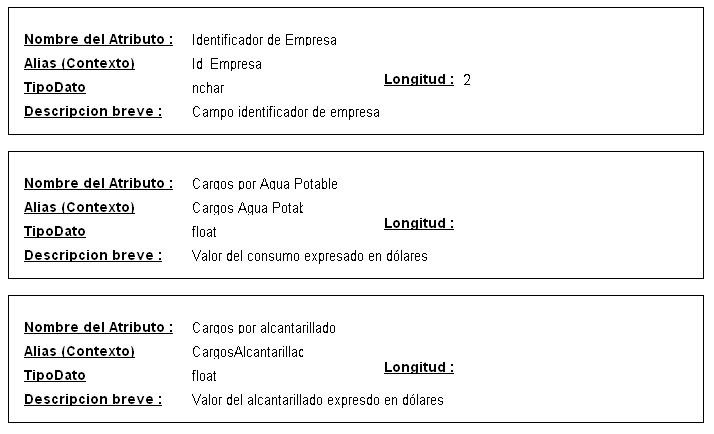 Nombre del Atributo : Identificador de Empresa
Alias (Contexto) Id Empresa
TipoDato nchar Longitud : 2
Descripcion breve : Campo identificador de empresa
Nombre del Atributo : Cargos por Agua Potable
Alias (Contexto) Cargos Agua Potab
TipoDato float Longitud :
Descripcion breve : Valor del consumo expresado en dólares
Nombre del Atributo : Cargos por alcantarillado
Alias (Contexto) CargosAlcantarillac
TipoDato float Longitud :
Descripcion breve : Valor del alcantarillado expresdo en dólares